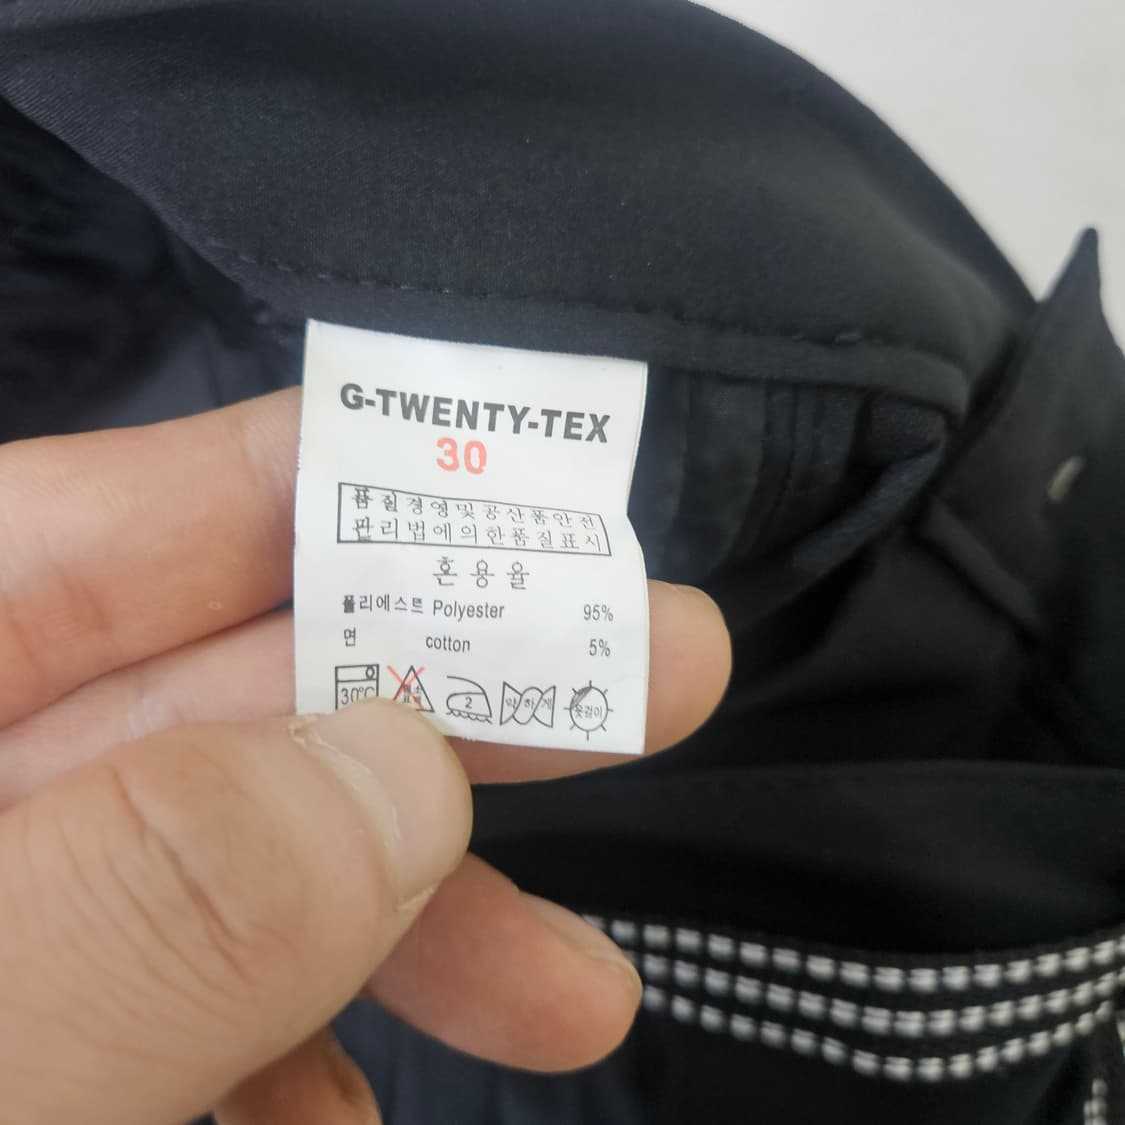 G-TWENTY-TEX
30
품질경영및공산품안전
관리법에의한품질표시
혼용율
폴리에스트 Polyester 95%
면 cotton 5%
30℃
2
약하게
옷걸이